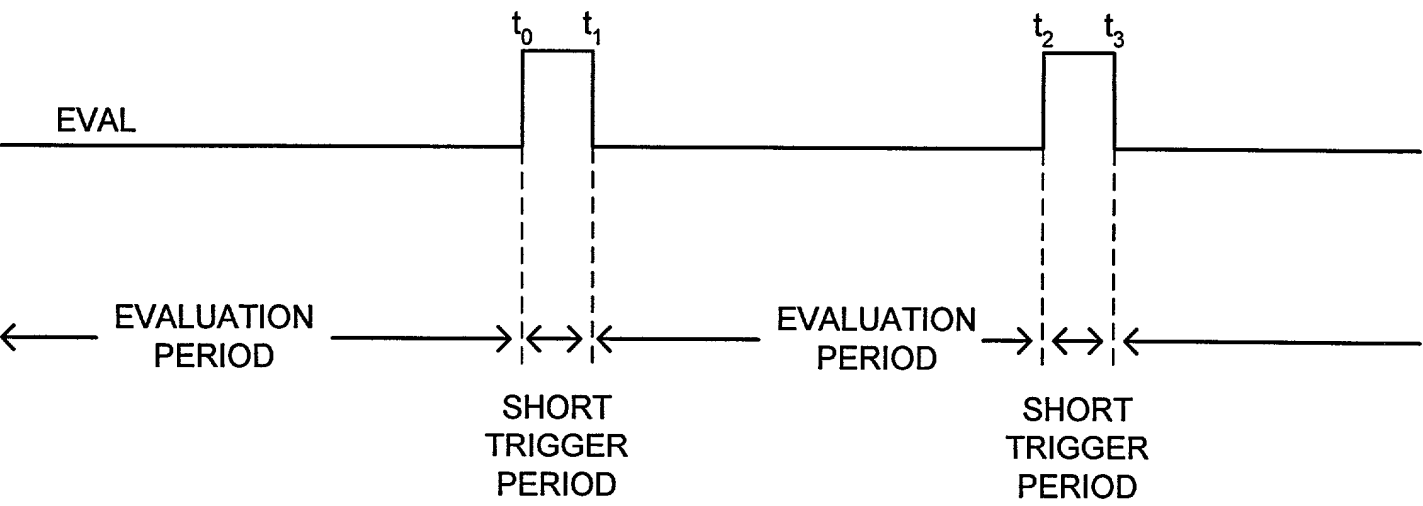 t0 t1 t2 t3
EVAL
EVALUATION
PERIOD
EVALUATION
PERIOD
SHORT
TRIGGER
PERIOD
SHORT
TRIGGER
PERIOD